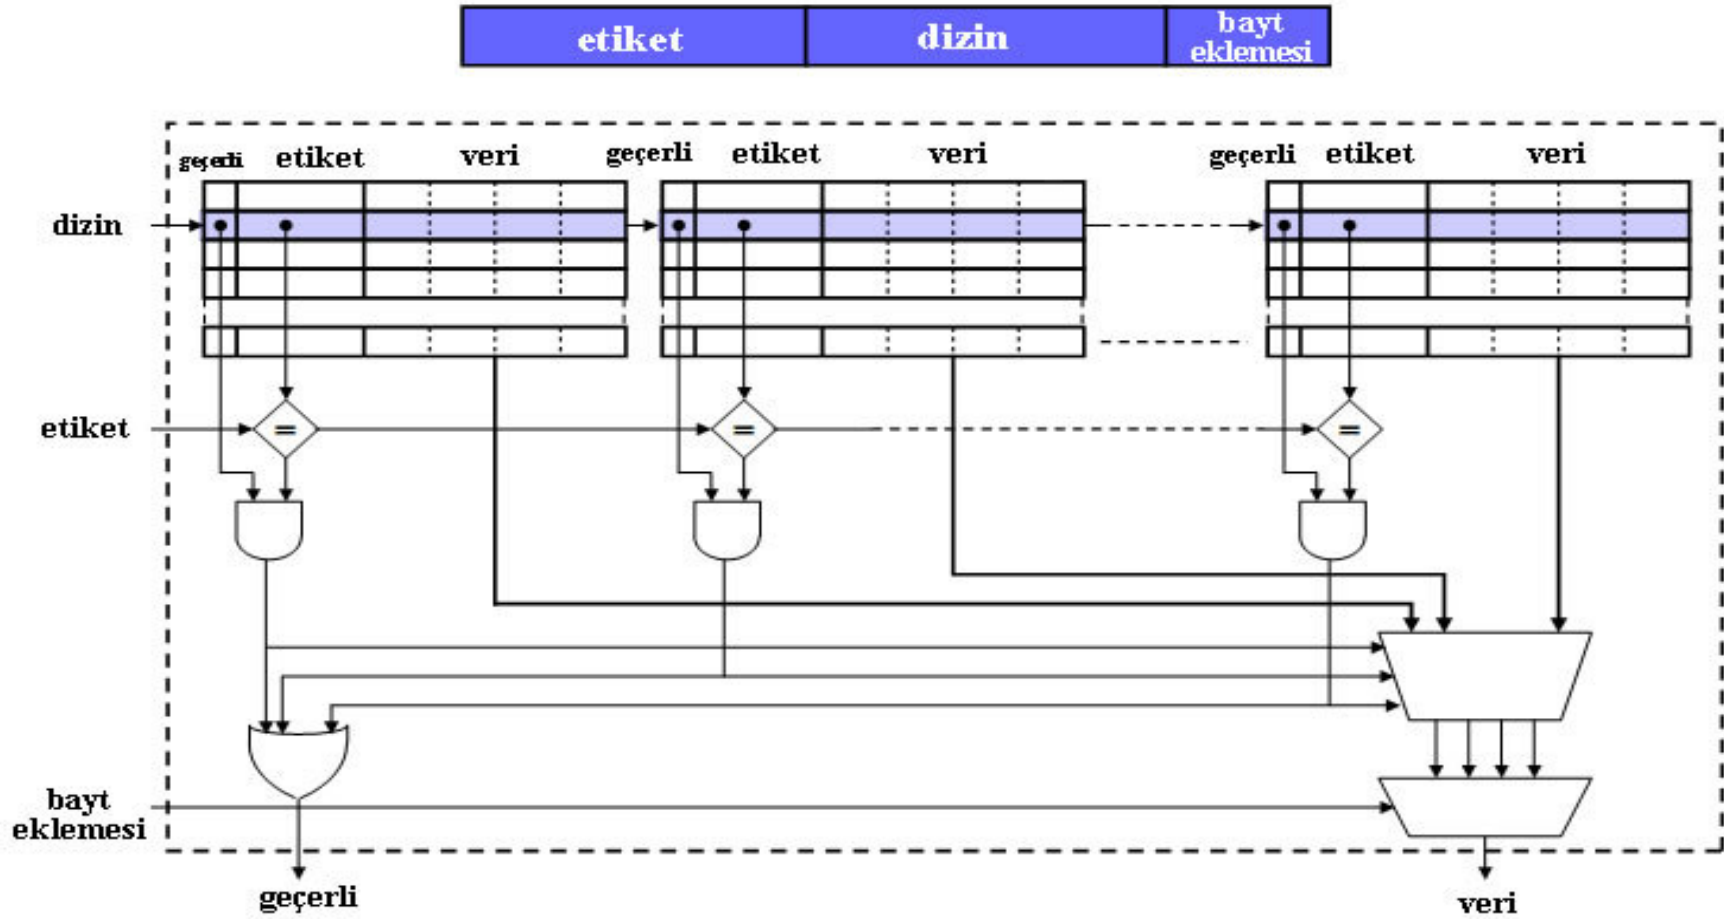 etiket
dizin
bayt
eklemesi
geçerli
etiket
veri
geçerli
etiket
veri
geçerli
etiket
veri
dizin
etiket
=
=
=
bayt
eklemesi
geçerli
veri